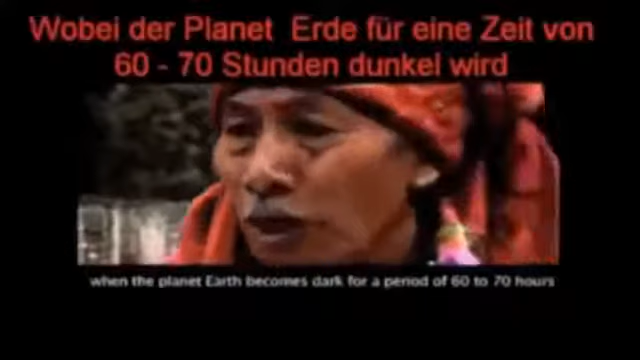 Wobei der Planet Erde für eine Zeit von
60 - 70 Stunden dunkel wird
when the planet Earth becomes dark for a period of 60 to 70 hours